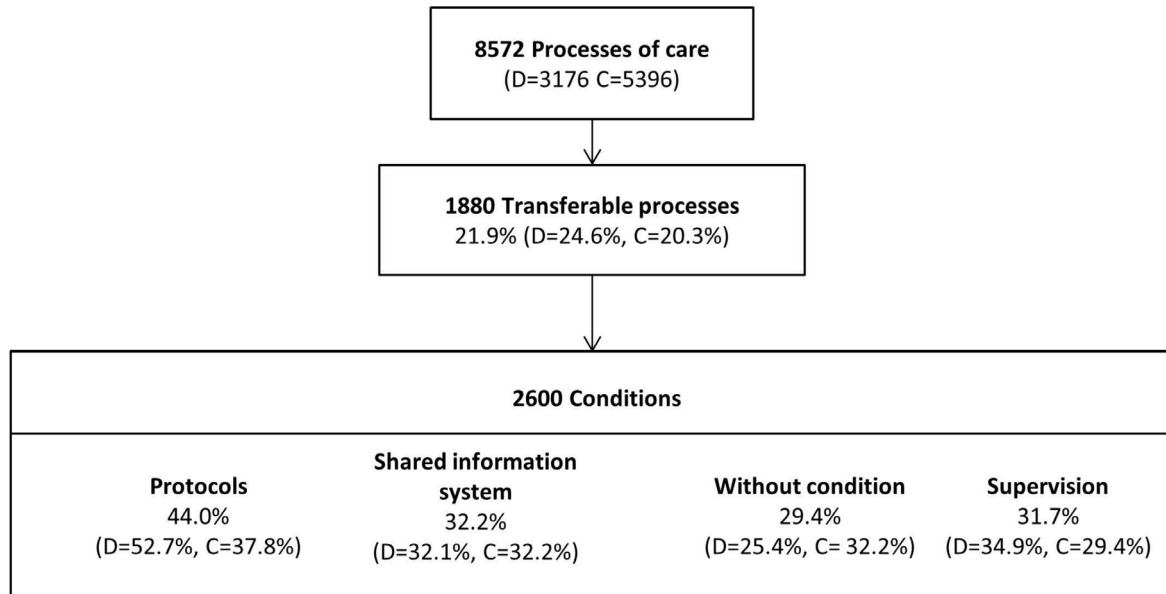 8572 Processes of care
(D=3176 C=5396)
1880 Transferable processes
21.9% (D=24.6%, C=20.3%)
2600 Conditions
Protocols
44.0%
(D=52.7%, C=37.8%)
Shared information
system
32.2%
(D=32.1%, C=32.2%)
Without condition
29.4%
(D=25.4%, C= 32.2%)
Supervision
31.7%
(D=34.9%, C=29.4%)